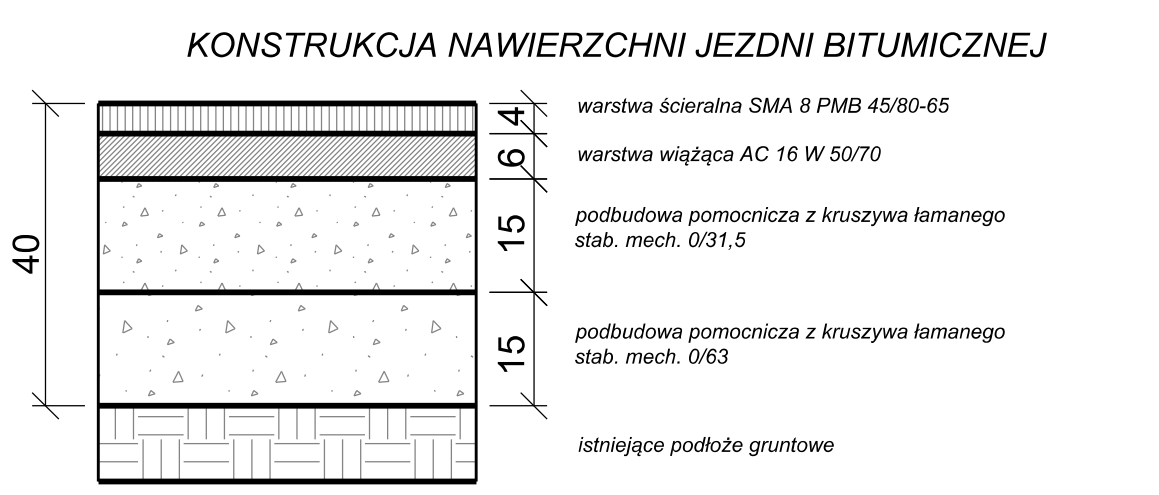 KONSTRUKCJA NAWIERZCHNI JEZDNI BITUMICZNEJ
4
warstwa ścieralna SMA 8 PMB 45/80-65
6
warstwa wiążąca AC 16 W 50/70
15
podbudowa pomocnicza z kruszywa łamanego
stab. mech. 0/31,5
40
15
podbudowa pomocnicza z kruszywa łamanego
stab. mech. 0/63
istniejące podłoże gruntowe